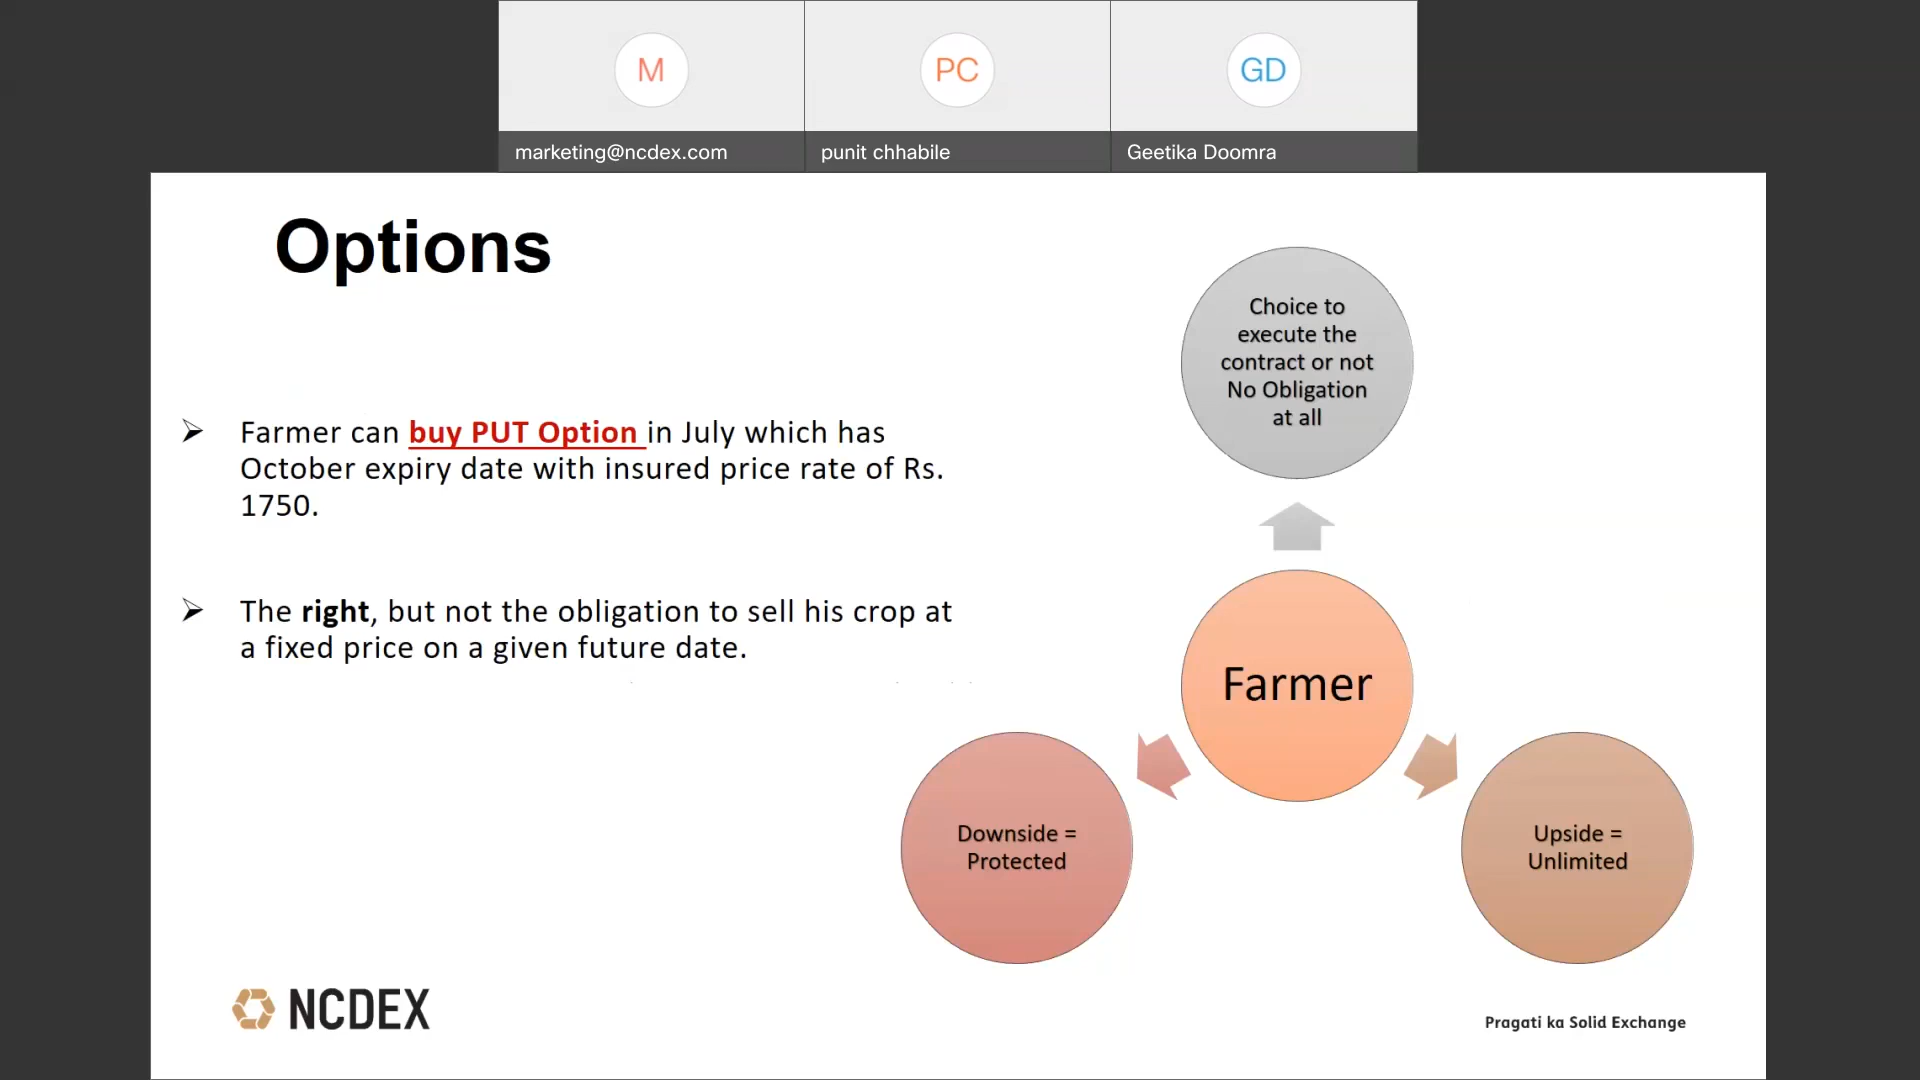 M
PC
GD
marketing@ncdex.com
punit chhabile
Geetika Doomra
Options
Farmer can buy PUT Option in July which has
October expiry date with insured price rate of Rs.
1750.
The right, but not the obligation to sell his crop at
a fixed price on a given future date.
Choice to
execute the
contract or not
No Obligation
at all
Farmer
Downside =
Protected
Upside =
Unlimited
NCDEX
Pragati ka Solid Exchange